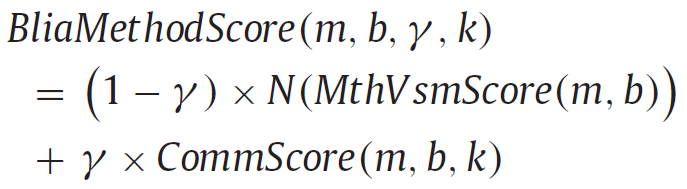 BliaMethodScore(m, b, γ, k)
= (1 − γ) × N(MthVsmScore(m, b))
+ γ × CommScore(m, b, k)